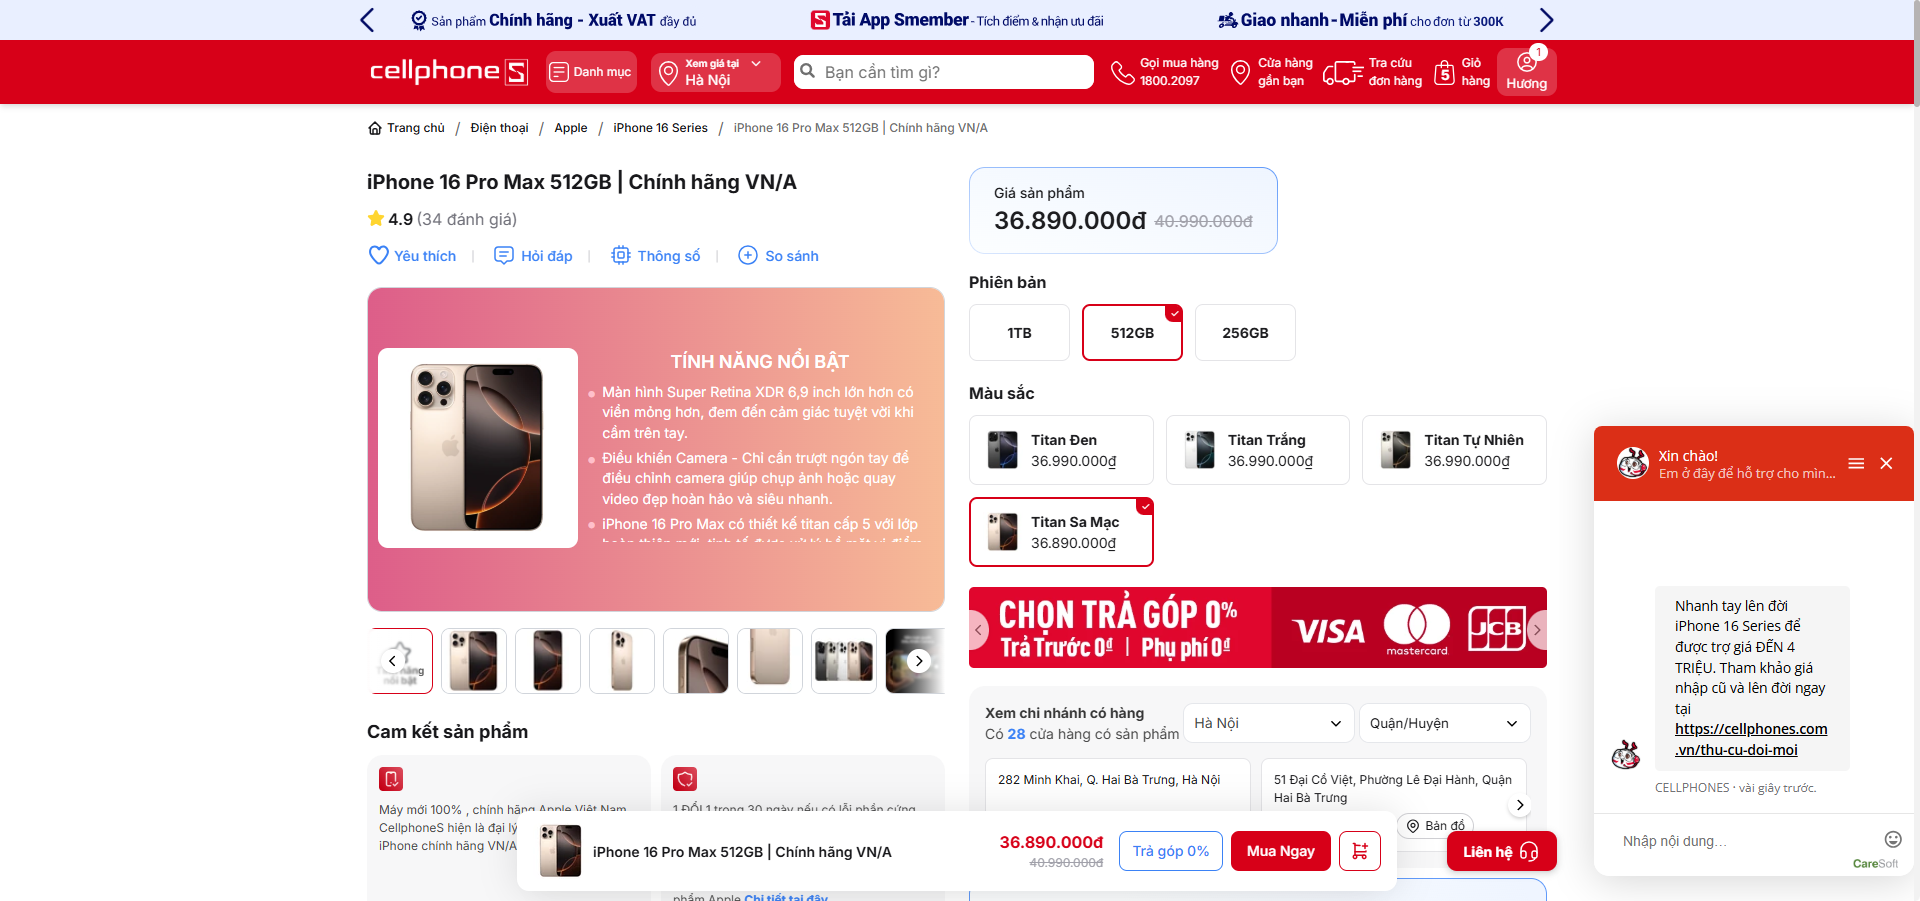 Sản phẩm Chính hãng - Xuất VAT đầy đủ
S Tải App Smember - Tích điểm & nhận ưu đãi
Giao nhanh - Miễn phí cho đơn từ 300K
cellphoneS
Danh mục
Xem giá tại
Hà Nội
Bạn cần tìm gì?
Gọi mua hàng
1800.2097
Cửa hàng
gần bạn
Tra cứu
đơn hàng
5
Giỏ
hàng
1
Hương
Trang chủ / Điện thoại / Apple / iPhone 16 Series / iPhone 16 Pro Max 512GB | Chính hãng VN/A
iPhone 16 Pro Max 512GB | Chính hãng VN/A
4.9 (34 đánh giá)
Yêu thích | Hỏi đáp | Thông số | So sánh
TÍNH NĂNG NỔI BẬT
Màn hình Super Retina XDR 6,9 inch lớn hơn có
viền mỏng hơn, đem đến cảm giác tuyệt vời khi
cầm trên tay.
Điều khiển Camera - Chỉ cần trượt ngón tay để
điều chỉnh camera giúp chụp ảnh hoặc quay
video đẹp hoàn hảo và siêu nhanh.
iPhone 16 Pro Max có thiết kế titan cấp 5 với lớp
hoàn thiện mới, tinh tế được xử lý bề mặt vi điểm
Cam kết sản phẩm
Máy mới 100% , chính hãng Apple Việt Nam.
CellphoneS hiện là đại lý
iPhone chính hãng VN/A
1 ĐỔI 1 trong 30 ngày nếu có lỗi phần cứng
phẩm Apple Chi tiết tại đây
Giá sản phẩm
36.890.000đ 40.990.000đ
Phiên bản
1TB
512GB
256GB
Màu sắc
Titan Đen
36.990.000₫
Titan Trắng
36.990.000₫
Titan Tự Nhiên
36.990.000₫
Titan Sa Mạc
36.890.000₫
CHỌN TRẢ GÓP 0%
Trả Trước 0đ | Phụ phí 0đ
VISA
mastercard.
JCB
Xem chi nhánh có hàng
Có 28 cửa hàng có sản phẩm
Hà Nội
Quận/Huyện
282 Minh Khai, Q. Hai Bà Trưng, Hà Nội
51 Đại Cồ Việt, Phường Lê Đại Hành, Quận
Hai Bà Trưng
Bản đồ
iPhone 16 Pro Max 512GB | Chính hãng VN/A
36.890.000đ
40.990.000đ
Trả góp 0%
Mua Ngay
Liên hệ
Xin chào!
Em ở đây để hỗ trợ cho mìn...
Nhanh tay lên đời
iPhone 16 Series để
được trợ giá ĐẾN 4
TRIỆU. Tham khảo giá
nhập cũ và lên đời ngay
tại
https://cellphones.com
.vn/thu-cu-doi-moi
CELLPHONES · vài giây trước.
Nhập nội dung...
CareSoft